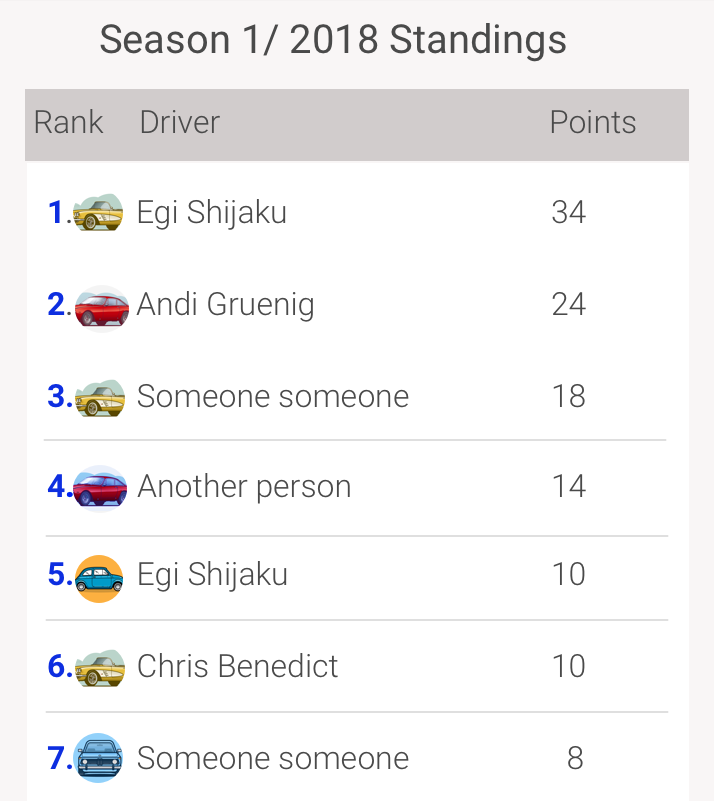 Season 1/ 2018 Standings
Rank Driver Points
1. Egi Shijaku 34
2. Andi Gruenig 24
3. Someone someone 18
4. Another person 14
5. Egi Shijaku 10
6. Chris Benedict 10
7. Someone someone 8